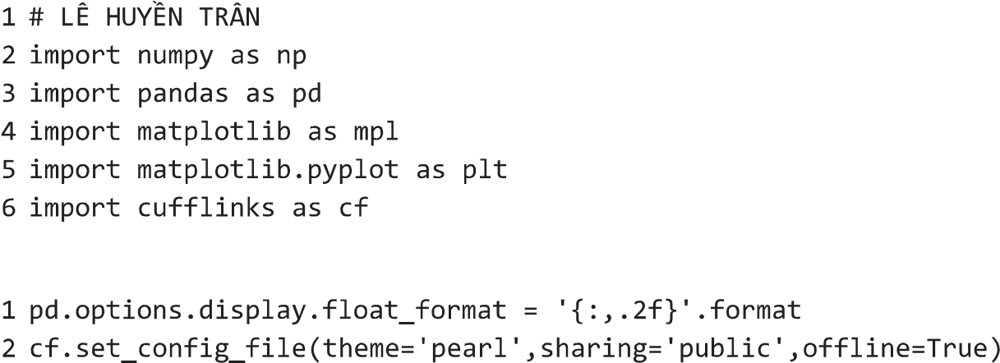 1 # LÊ HUYỀN TRÂN
2 import numpy as np
3 import pandas as pd
4 import matplotlib as mpl
5 import matplotlib.pyplot as plt
6 import cufflinks as cf
1 pd.options.display.float_format = '{:,.2f}'.format
2 cf.set_config_file(theme='pearl',sharing='public',offline=True)